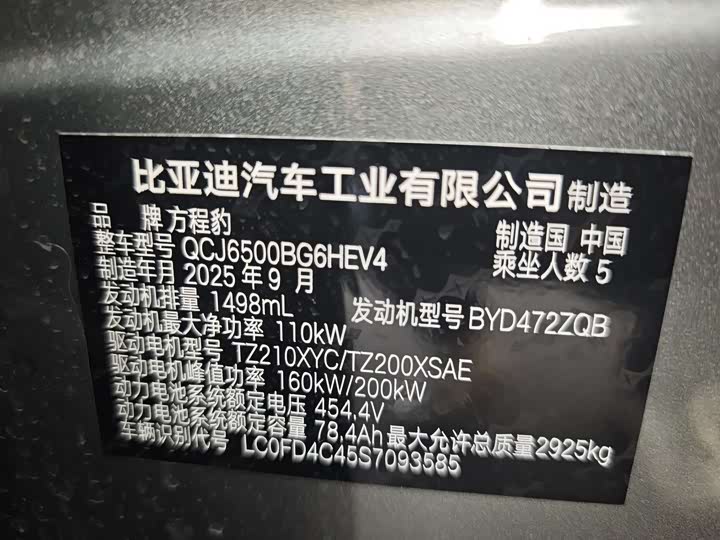 比亚迪汽车工业有限公司制造
品 牌 方程豹
制造国 中国
整车型号 QCJ6500BG6HEV4
乘坐人数 5
制造年月 2025年9月
发动机排量 1498mL
发动机型号 BYD472ZQB
发动机最大净功率 110kW
驱动电机型号 TZ210XYC/TZ200XSAE
驱动电机峰值功率 160kW/200kW
动力电池系统额定电压 454.4V
动力电池系统额定容量 78.4Ah 最大允许总质量2925kg
车辆识别代号 LC0FD4C45S7093585